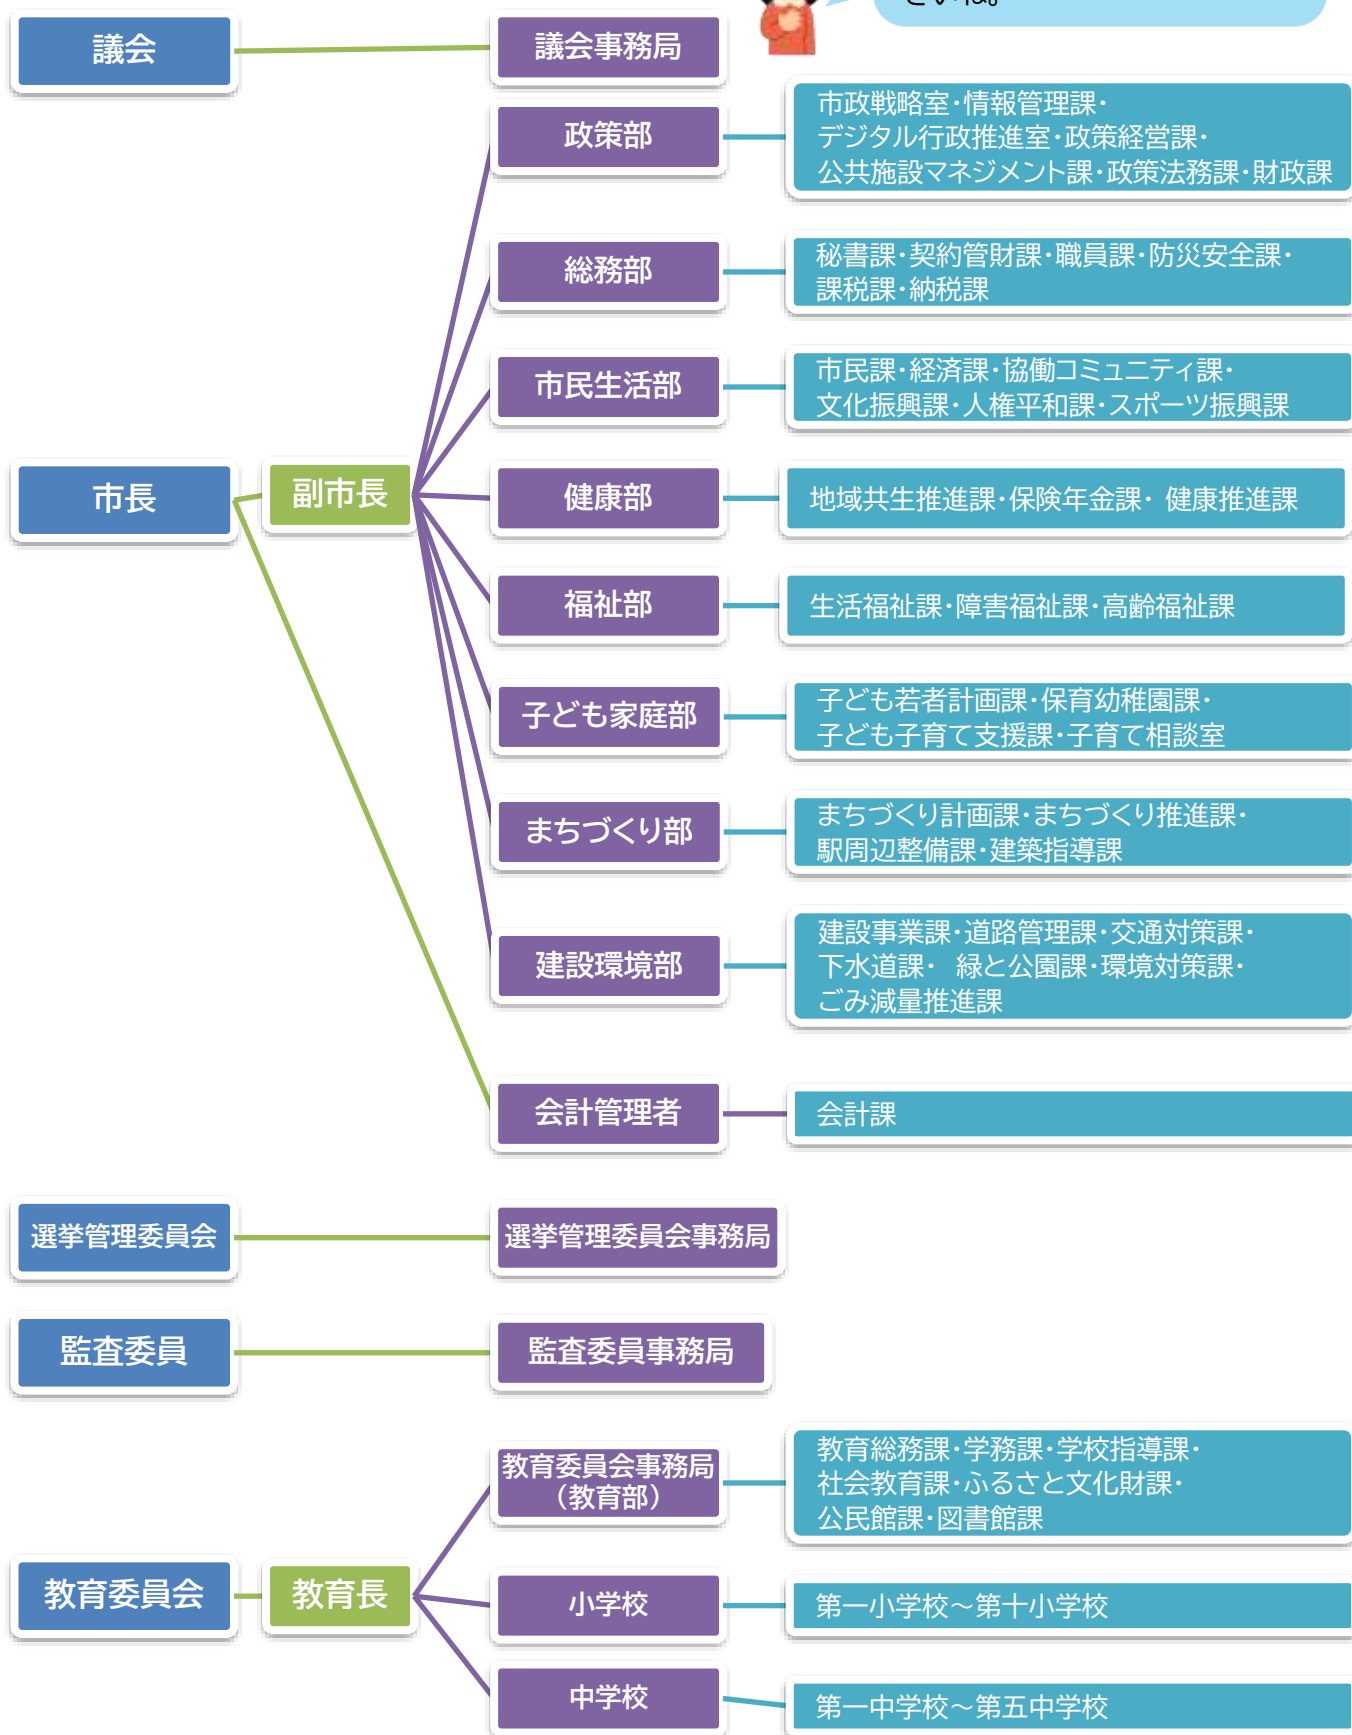 さいね。
議会
議会事務局
政策部
市政戦略室・情報管理課・
デジタル行政推進室・政策経営課・
公共施設マネジメント課・政策法務課・財政課
総務部
秘書課・契約管財課・職員課・防災安全課・
課税課・納税課
市民生活部
市民課・経済課・協働コミュニティ課・
文化振興課・人権平和課・スポーツ振興課
市長
副市長
健康部
地域共生推進課・保険年金課・ 健康推進課
福祉部
生活福祉課・障害福祉課・高齢福祉課
子ども家庭部
子ども若者計画課・保育幼稚園課・
子ども子育て支援課・子育て相談室
まちづくり部
まちづくり計画課・まちづくり推進課・
駅周辺整備課・建築指導課
建設環境部
建設事業課・道路管理課・交通対策課・
下水道課・ 緑と公園課・環境対策課・
ごみ減量推進課
会計管理者
会計課
選挙管理委員会
選挙管理委員会事務局
監査委員
監査委員事務局
教育委員会
教育長
教育委員会事務局
（教育部）
教育総務課・学務課・学校指導課・
社会教育課・ふるさと文化財課・
公民館課・図書館課
小学校
第一小学校～第十小学校
中学校
第一中学校～第五中学校